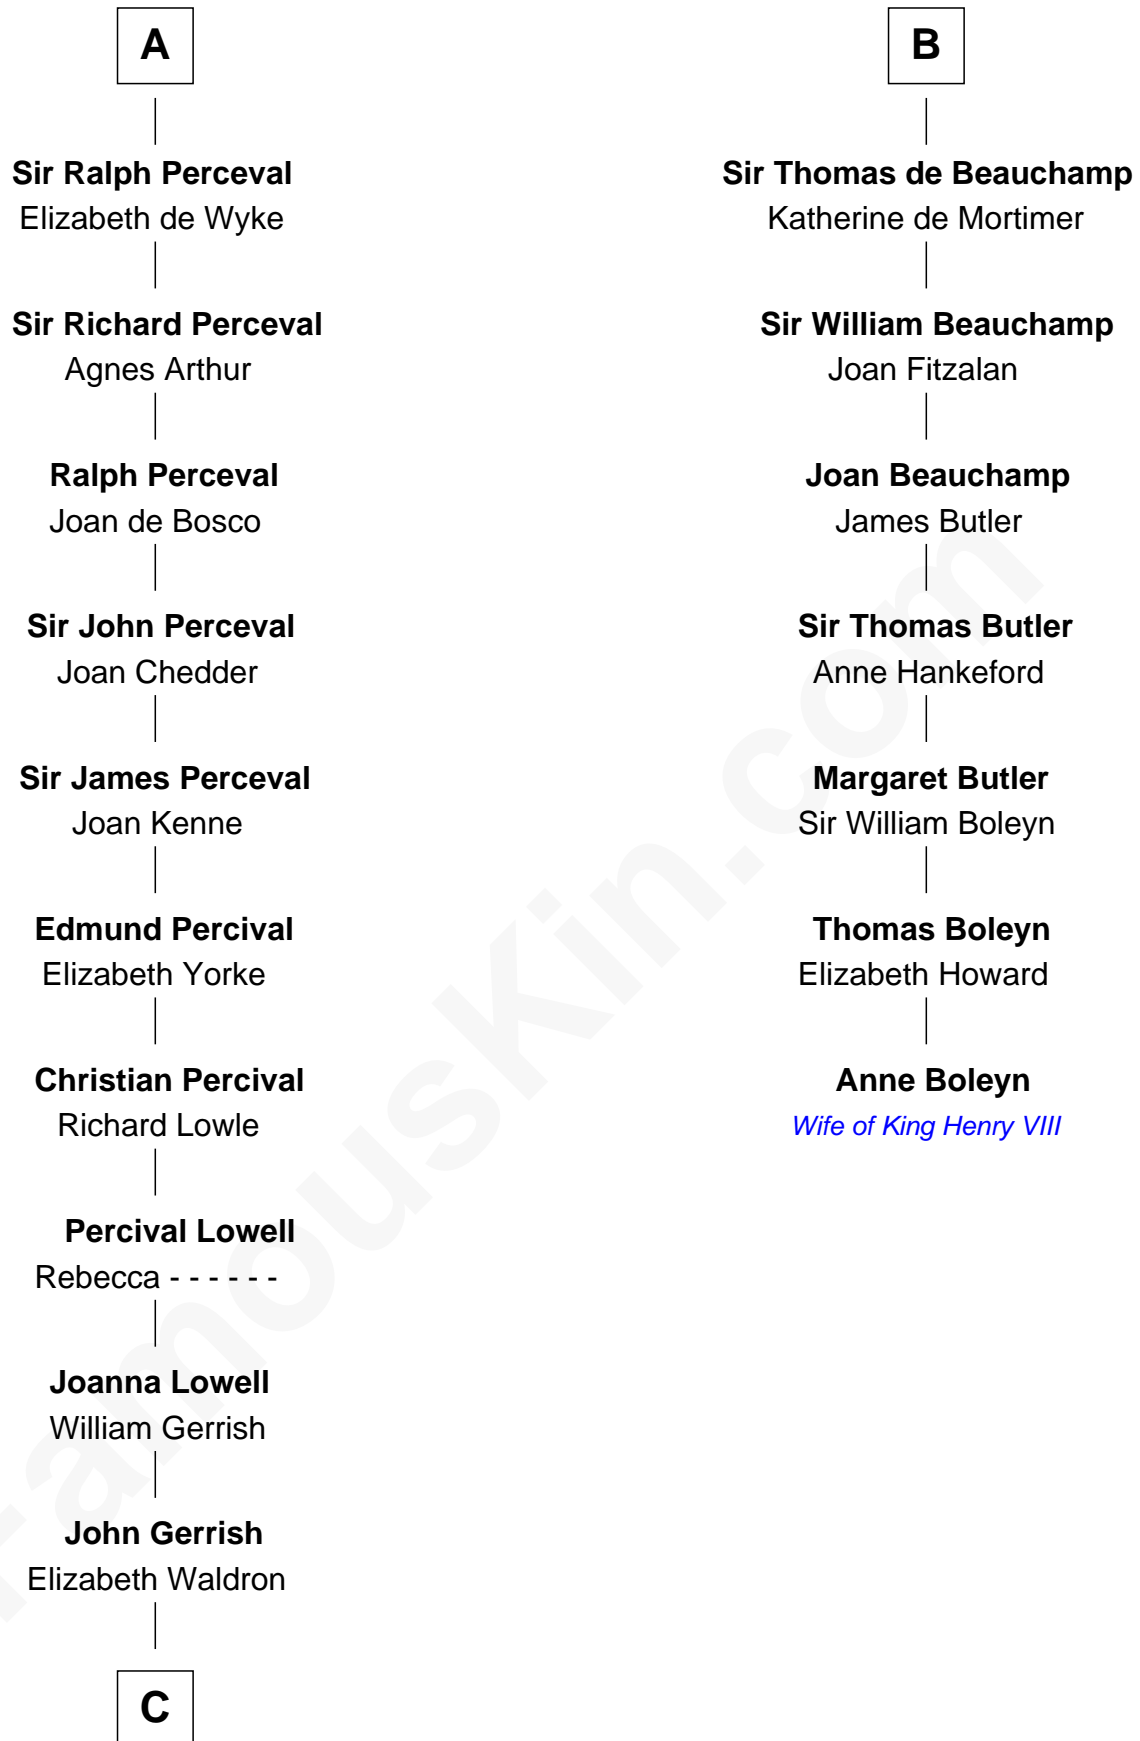 A
Sir Ralph Perceval
Elizabeth de Wyke
Sir Richard Perceval
Agnes Arthur
Ralph Perceval
Joan de Bosco
Sir John Perceval
Joan Chedder
Sir James Perceval
Joan Kenne
Edmund Percival
Elizabeth Yorke
Christian Percival
Richard Lowle
Percival Lowell
Rebecca - - - - - -
Joanna Lowell
William Gerrish
John Gerrish
Elizabeth Waldron
C
B
Sir Thomas de Beauchamp
Katherine de Mortimer
Sir William Beauchamp
Joan Fitzalan
Joan Beauchamp
James Butler
Sir Thomas Butler
Anne Hankeford
Margaret Butler
Sir William Boleyn
Thomas Boleyn
Elizabeth Howard
Anne Boleyn
Wife of King Henry VIII
FamousKin.com